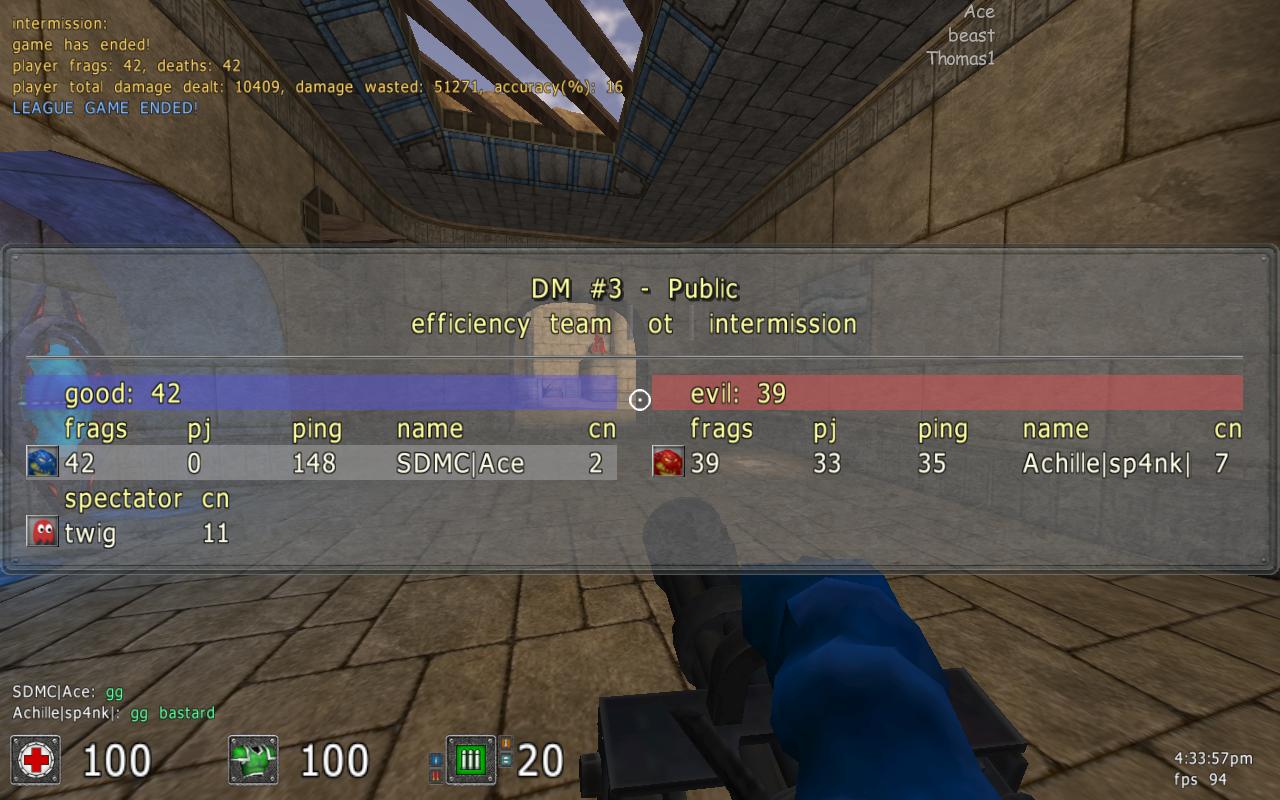 intermission:
game has ended!
player frags: 42, deaths: 42
player total damage dealt: 10409, damage wasted: 51271, accuracy(%): 16
LEAGUE GAME ENDED!
Ace
beast
Thomas1
DM #3 - Public
efficiency team ot intermission
good: 42
frags pj ping name cn
42 0 148 SDMC|Ace 2
evil: 39
frags pj ping name cn
39 33 35 Achille|sp4nk| 7
spectator cn
twig 11
SDMC|Ace: gg
Achille|sp4nk|: gg bastard
100 100 20
4:33:57pm
fps 94